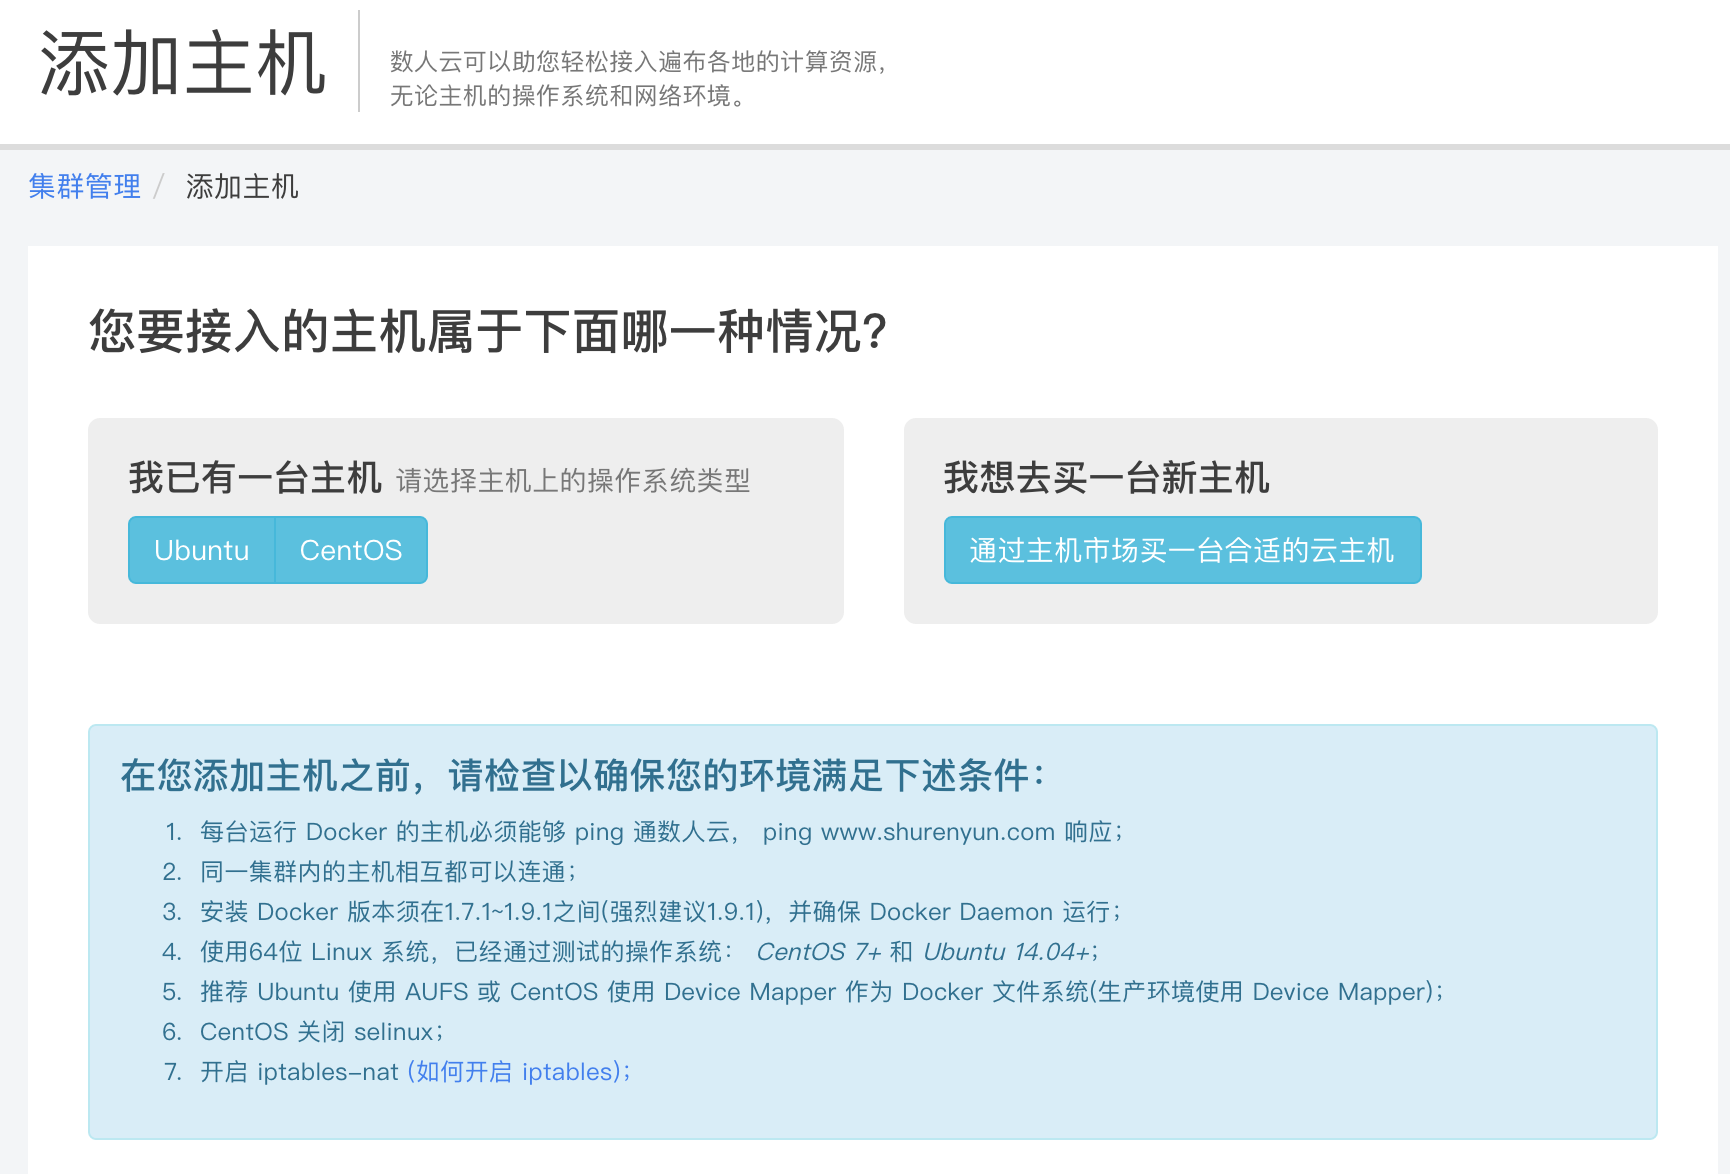 添加主机
数人云可以助您轻松接入遍布各地的计算资源，
无论主机的操作系统和网络环境。
集群管理 / 添加主机
您要接入的主机属于下面哪一种情况?
我已有一台主机 请选择主机上的操作系统类型
Ubuntu CentOS
我想去买一台新主机
通过主机市场买一台合适的云主机
在您添加主机之前，请检查以确保您的环境满足下述条件：
1. 每台运行 Docker 的主机必须能够 ping 通数人云， ping www.shurenyun.com 响应；
2. 同一集群内的主机相互都可以连通；
3. 安装 Docker 版本须在1.7.1~1.9.1之间(强烈建议1.9.1)，并确保 Docker Daemon 运行；
4. 使用64位 Linux 系统，已经通过测试的操作系统： CentOS 7+ 和 Ubuntu 14.04+；
5. 推荐 Ubuntu 使用 AUFS 或 CentOS 使用 Device Mapper 作为 Docker 文件系统(生产环境使用 Device Mapper)；
6. CentOS 关闭 selinux；
7. 开启 iptables-nat (如何开启 iptables)；